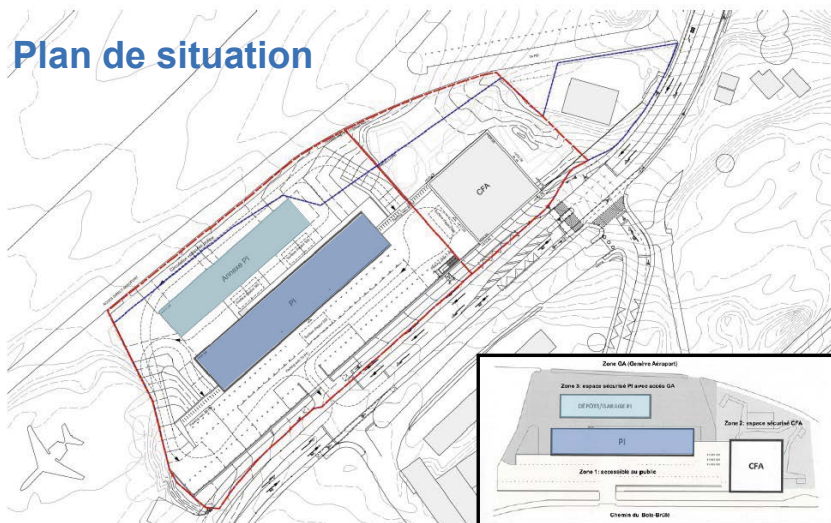 Plan de situation
CFA
Annexe PI
PI
Zone GA (Genève Aéroport)
Zone 3: espace sécurisé PI avec accès GA
DÉPÔTS/GARAGE PI
Zone 2: espace sécurisé CFA
PI
CFA
Zone 1: accessible au public
Chemin du Bois-Brûlé